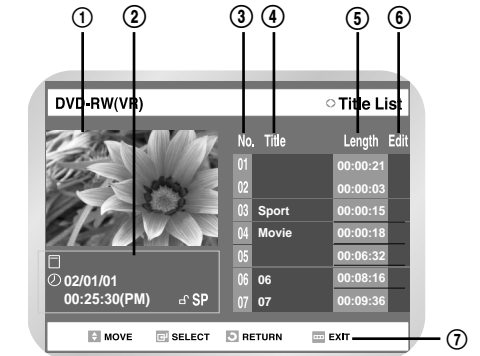 ① ② ③ ④ ⑤ ⑥
DVD-RW(VR) Title List
No. Title Length Edit
01 00:00:21
02 00:00:03
03 Sport 00:00:15
04 Movie 00:00:18
05 00:06:32
06 06 00:08:16
07 07 00:09:36
02/01/01
00:25:30(PM) SP
MOVE SELECT RETURN EXIT ⑦